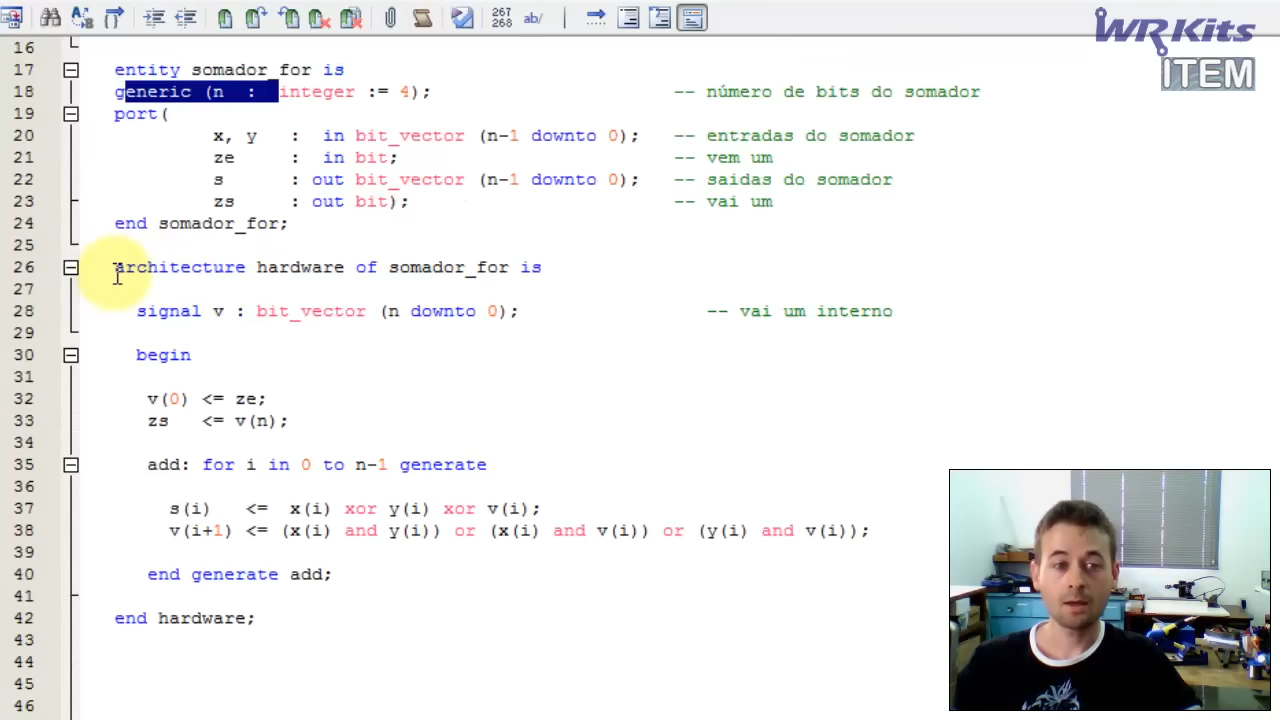 267
268
ab/
WR Kits
ITEM
16
17 entity somador_for is
18 generic (n : integer := 4); -- número de bits do somador
19 port(
20 x, y : in bit_vector (n-1 downto 0); -- entradas do somador
21 ze : in bit; -- vem um
22 s : out bit_vector (n-1 downto 0); -- saidas do somador
23 zs : out bit); -- vai um
24 end somador_for;
25
26 architecture hardware of somador_for is
27
28 signal v : bit_vector (n downto 0); -- vai um interno
29
30 begin
31
32 v(0) <= ze;
33 zs <= v(n);
34
35 add: for i in 0 to n-1 generate
36
37 s(i) <= x(i) xor y(i) xor v(i);
38 v(i+1) <= (x(i) and y(i)) or (x(i) and v(i)) or (y(i) and v(i));
39
40 end generate add;
41
42 end hardware;
43
44
45
46